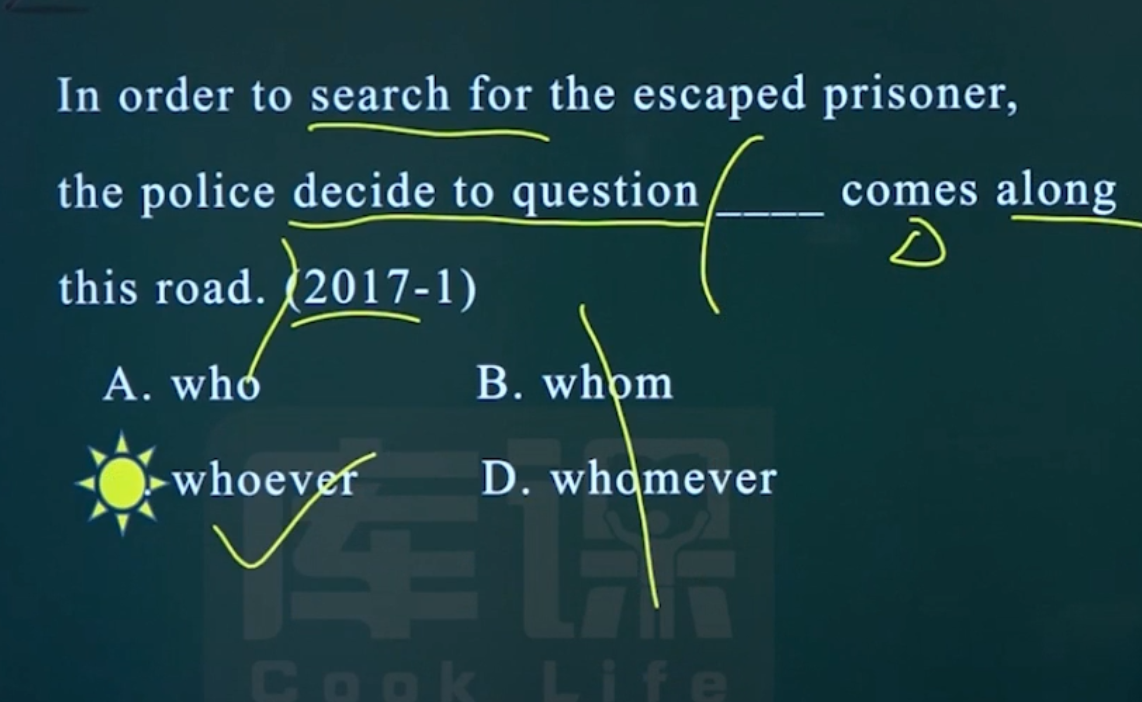 In order to search for the escaped prisoner,
the police decide to question ____ comes along
this road. (2017-1)
A. who B. whom
whoever D. whomever
库课
Cook Life